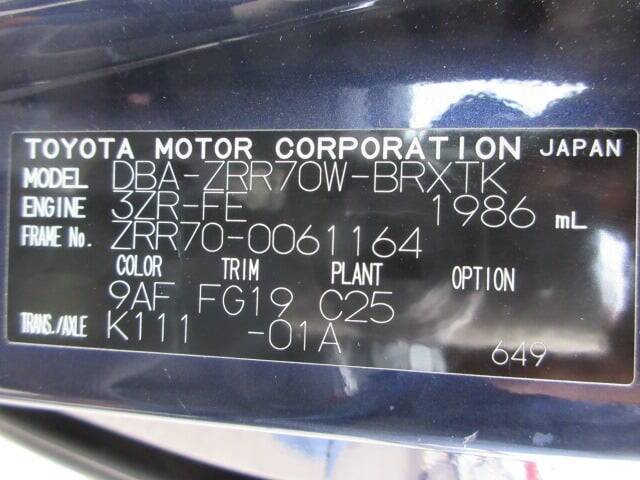 TOYOTA MOTOR CORPORATION JAPAN
MODEL DBA-ZRR70W-BRXTK
ENGINE 3ZR-FE 1986 mL
FRAME No. ZRR70-0061164
COLOR TRIM PLANT OPTION
9AF FG19 C25
TRANS./AXLE K111 -01A
649